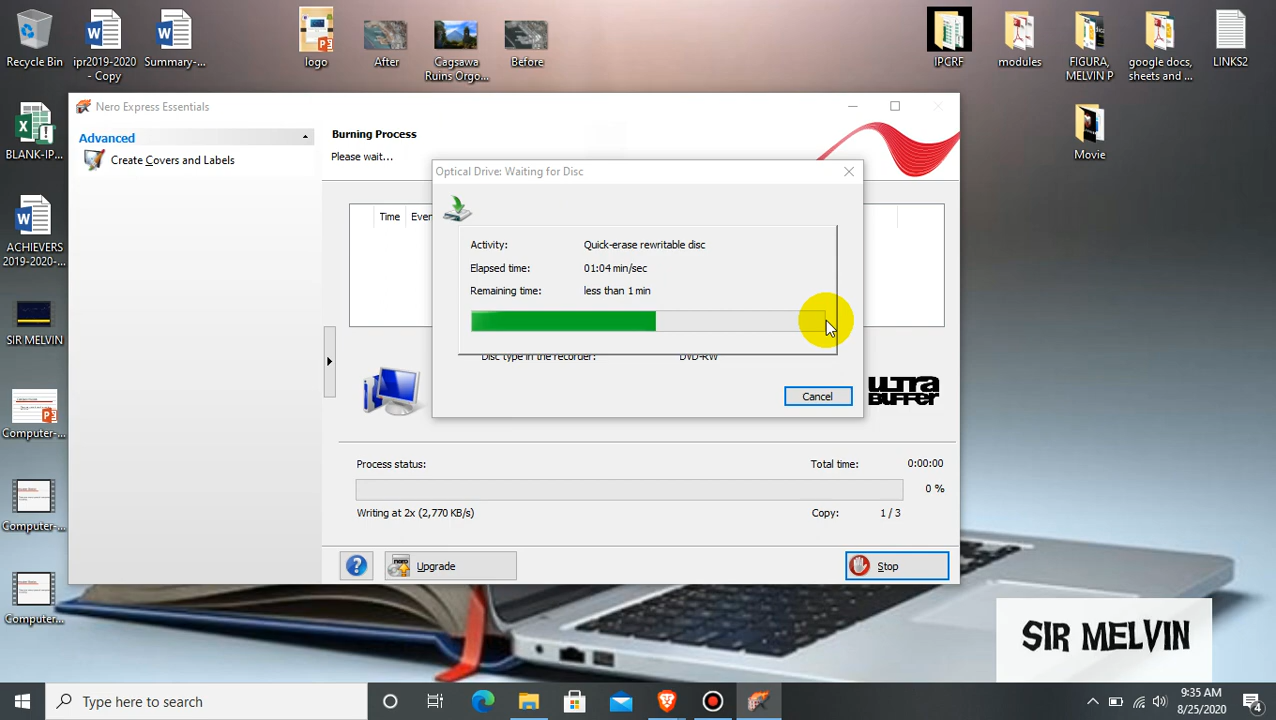 Recycle Bin
ipr2019-2020
- Copy
Summary-...
logo
After
Cagsawa
Ruins Orgo...
Before
IPCRF
modules
FIGURA,
MELVIN P
google docs,
sheets and ...
LINKS2
BLANK-IP...
ACHIEVERS
2019-2020-...
SIR MELVIN
Computer-...
Computer-...
Computer...
Movie
Nero Express Essentials
Advanced
Create Covers and Labels
Burning Process
Please wait...
Time
Even
Optical Drive: Waiting for Disc
Activity: Quick-erase rewritable disc
Elapsed time: 01:04 min/sec
Remaining time: less than 1 min
Disc type in the recorder: DVD-RW
Cancel
ULTRA
BUFFER
Process status: Total time: 0:00:00
0 %
Writing at 2x (2,770 KB/s) Copy: 1 / 3
Upgrade
Stop
SIR MELVIN
Type here to search
9:35 AM
8/25/2020
4